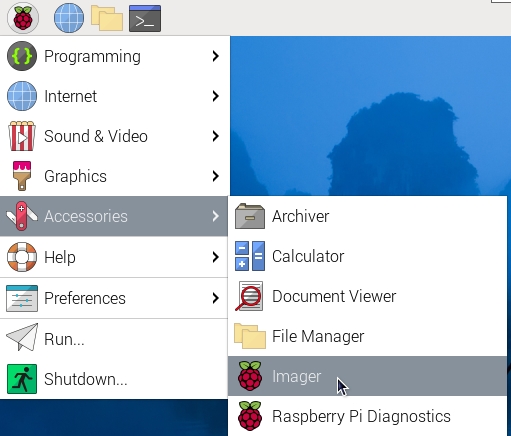 Programming
Internet
Sound & Video
Graphics
Accessories
Help
Preferences
Run...
Shutdown...
Archiver
Calculator
Document Viewer
File Manager
Imager
Raspberry Pi Diagnostics